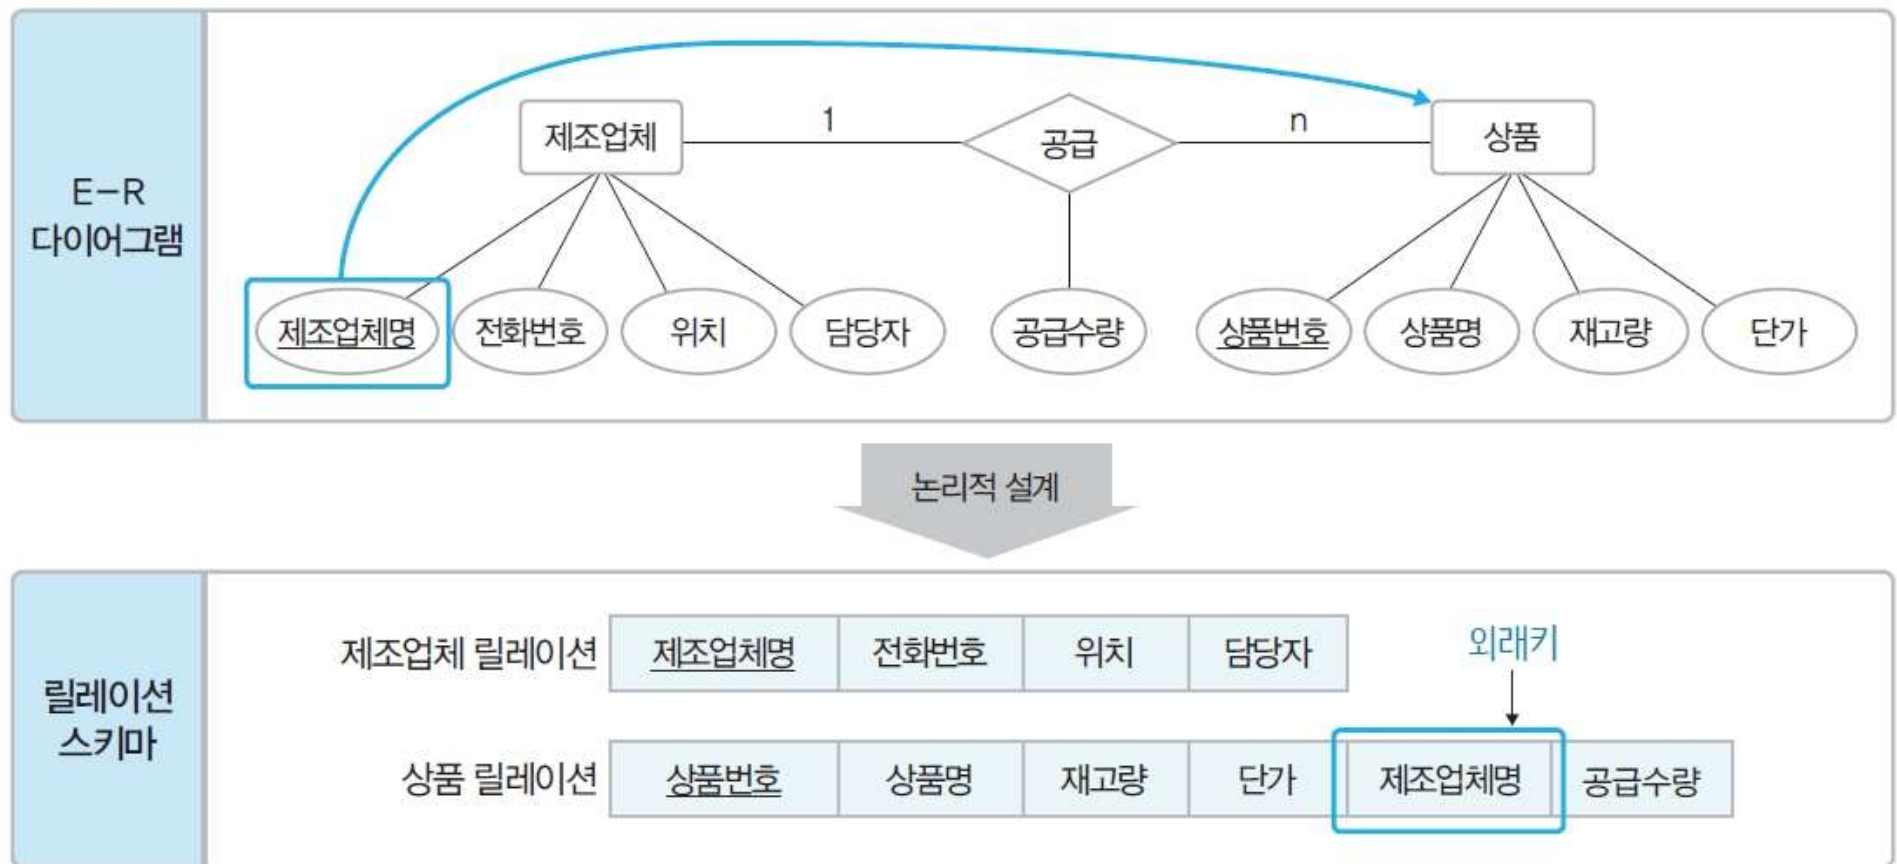 E-R
다이어그램
제조업체
1
공급
n
상품
제조업체명
전화번호
위치
담당자
공급수량
상품번호
상품명
재고량
단가
논리적 설계
릴레이션
스키마
제조업체 릴레이션
제조업체명
전화번호
위치
담당자
외래키
상품 릴레이션
상품번호
상품명
재고량
단가
제조업체명
공급수량